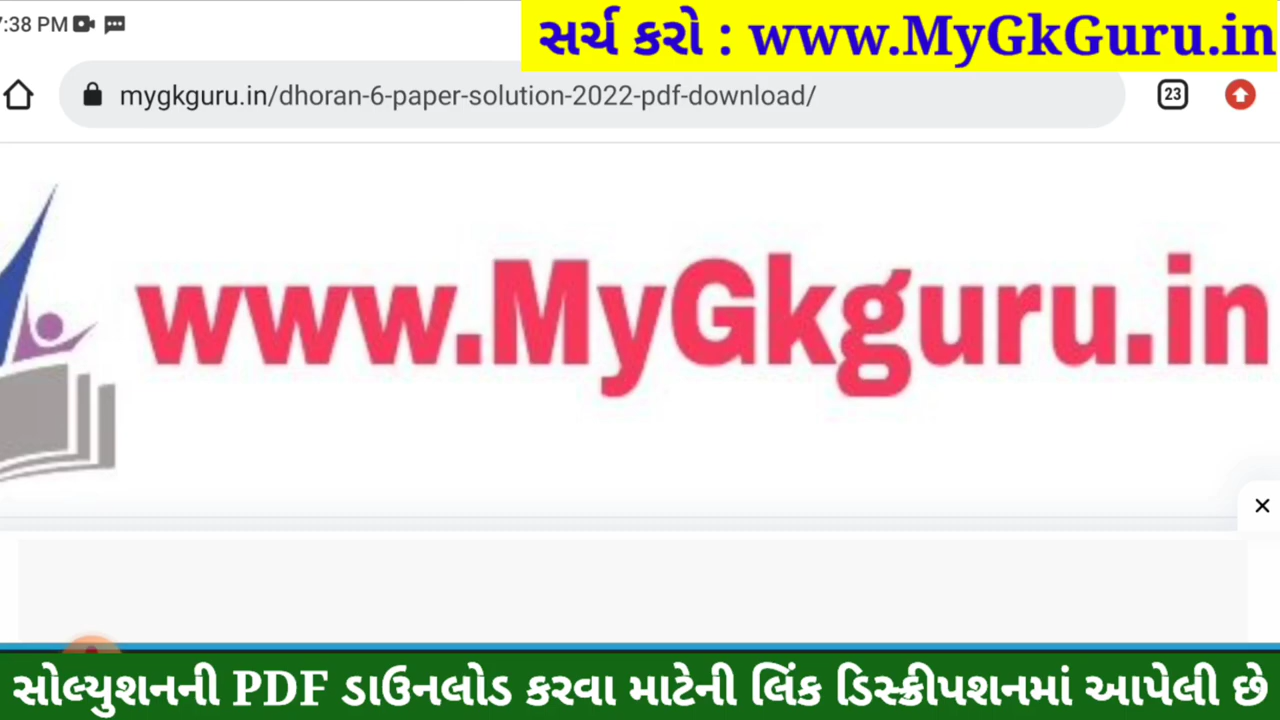 :38 PM
સર્ચ કરો : www.MyGkGuru.in
mygkguru.in/dhoran-6-paper-solution-2022-pdf-download/
23
www.MyGkguru.in
સોલ્યુશનની PDF ડાઉનલોડ કરવા માટેની લિંક ડિસ્ક્રીપશનમાં આપેલી છે